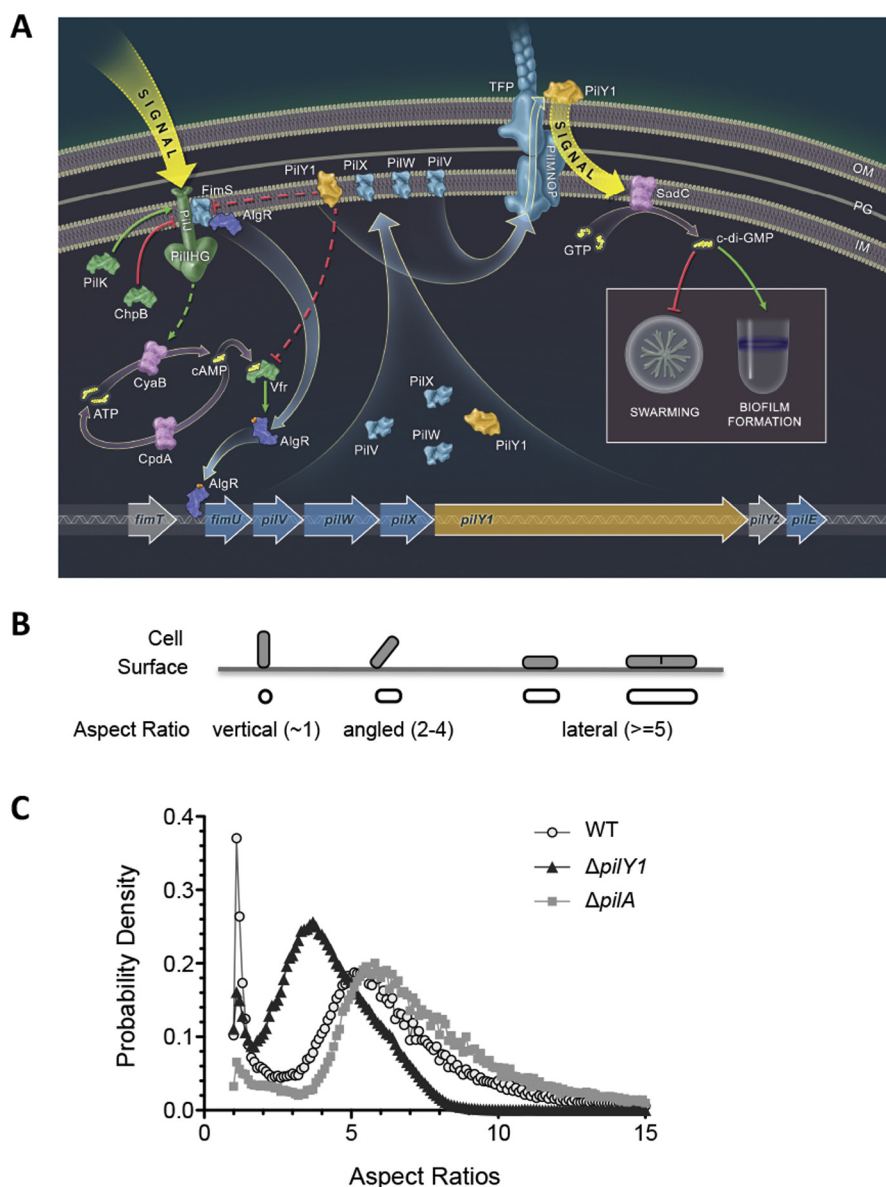 A
SIGNAL
TFP
PilY1
SIGNAL
PilMNOP
FimS
PilY1
PilX
PilW
PilV
SadC
OM
PG
IM
PilJ
AlgR
PilIHG
PilK
ChpB
GTP
c-di-GMP
CyaB
cAMP
Vfr
ATP
CpdA
AlgR
AlgR
PilX
PilV
PilW
PilY1
SWARMING
BIOFILM
FORMATION
fimT
fimU
pilV
pilW
pilX
pilY1
pilY2
pilE
B
Cell
Surface
Aspect Ratio
vertical (~1)
angled (2-4)
lateral (>=5)
C
Probability Density
0.4
0.3
0.2
0.1
0.0
0
5
10
15
Aspect Ratios
WT
ΔpilY1
ΔpilA